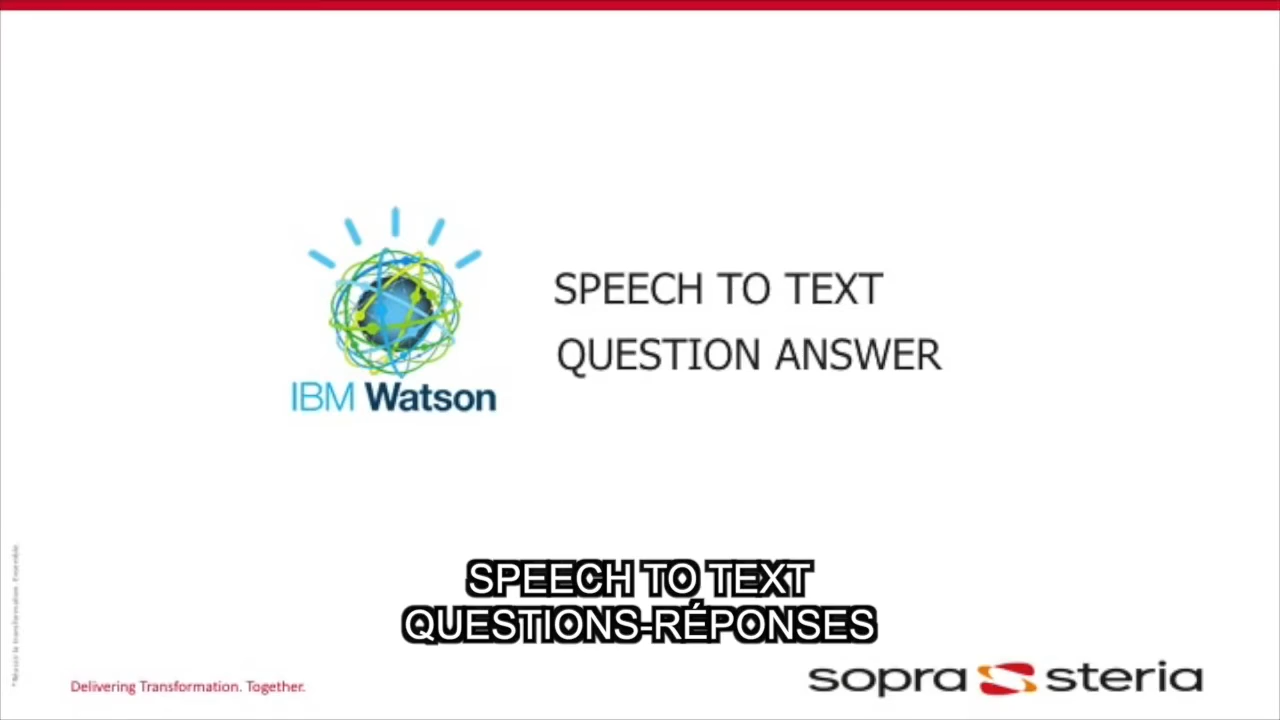 SPEECH TO TEXT
QUESTION ANSWER
IBM Watson
SPEECH TO TEXT
QUESTIONS-RÉPONSES
Delivering Transformation. Together.
sopra steria